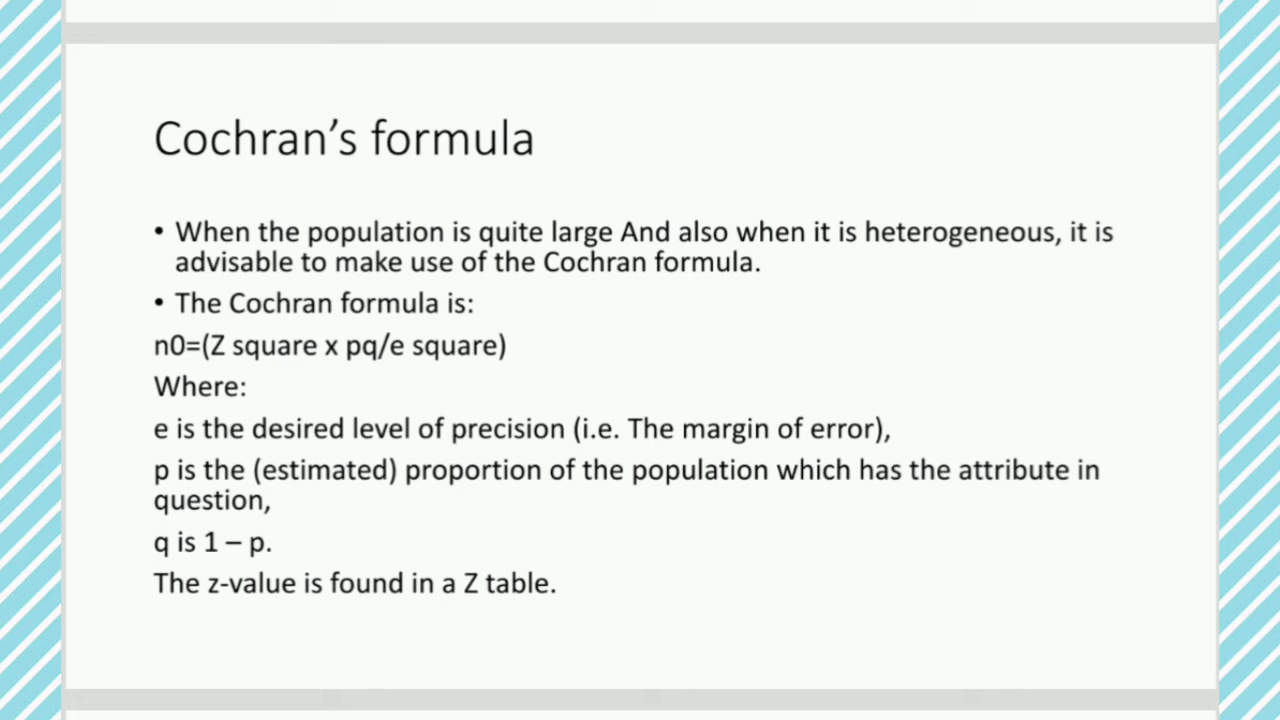 Cochran’s formula
• When the population is quite large And also when it is heterogeneous, it is
advisable to make use of the Cochran formula.
• The Cochran formula is:
n0=(Z square x pq/e square)
Where:
e is the desired level of precision (i.e. The margin of error),
p is the (estimated) proportion of the population which has the attribute in
question,
q is 1 – p.
The z-value is found in a Z table.